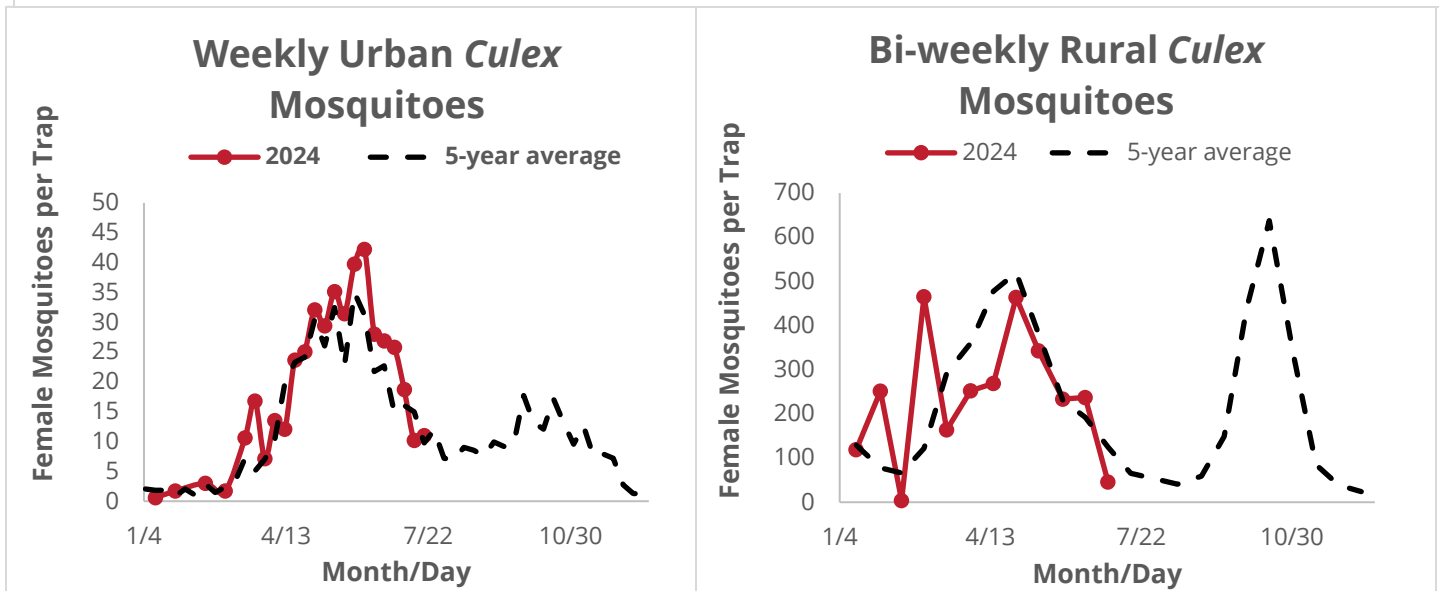 Weekly Urban Culex
Mosquitoes
2024
5-year average
Female Mosquitoes per Trap
50
45
40
35
30
25
20
15
10
5
0
1/4
4/13
7/22
10/30
Month/Day
Bi-weekly Rural Culex
Mosquitoes
2024
5-year average
Female Mosquitoes per Trap
700
600
500
400
300
200
100
0
1/4
4/13
7/22
10/30
Month/Day